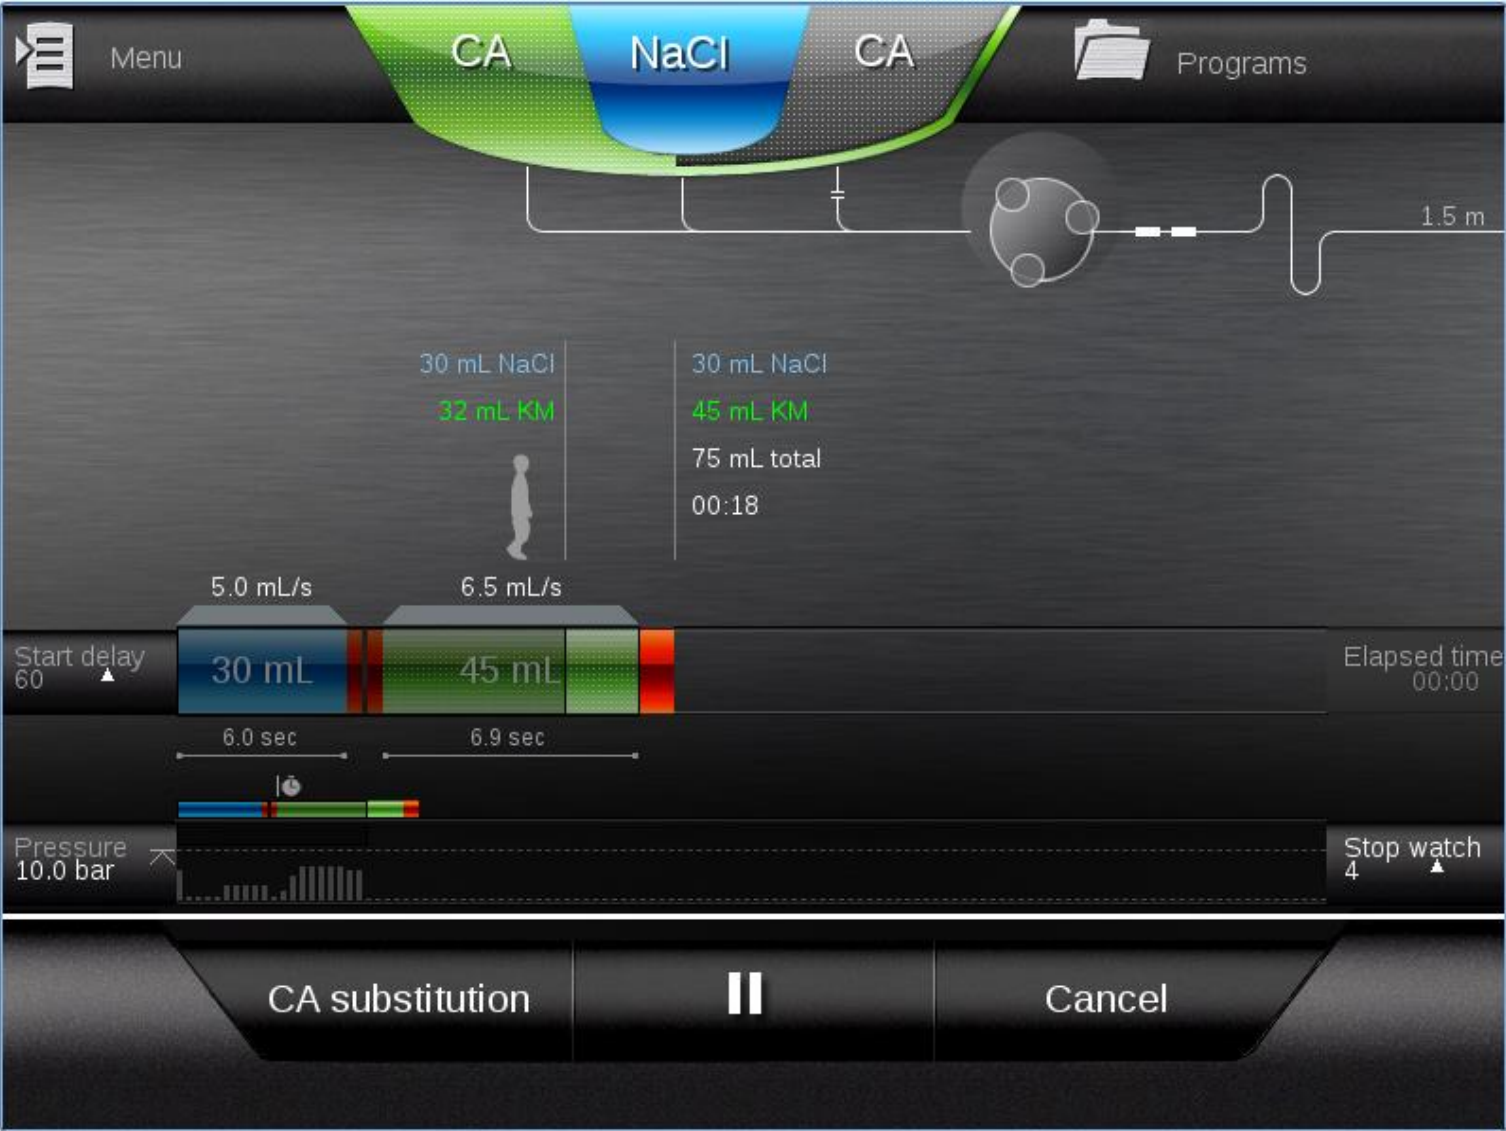 Menu
CA
NaCl
CA
Programs
1.5 m
30 mL NaCl
32 mL KM
30 mL NaCl
45 mL KM
75 mL total
00:18
5.0 mL/s
6.5 mL/s
Start delay
60
30 mL
45 mL
Elapsed time
00:00
6.0 sec
6.9 sec
Pressure
10.0 bar
Stop watch
4
CA substitution
Cancel